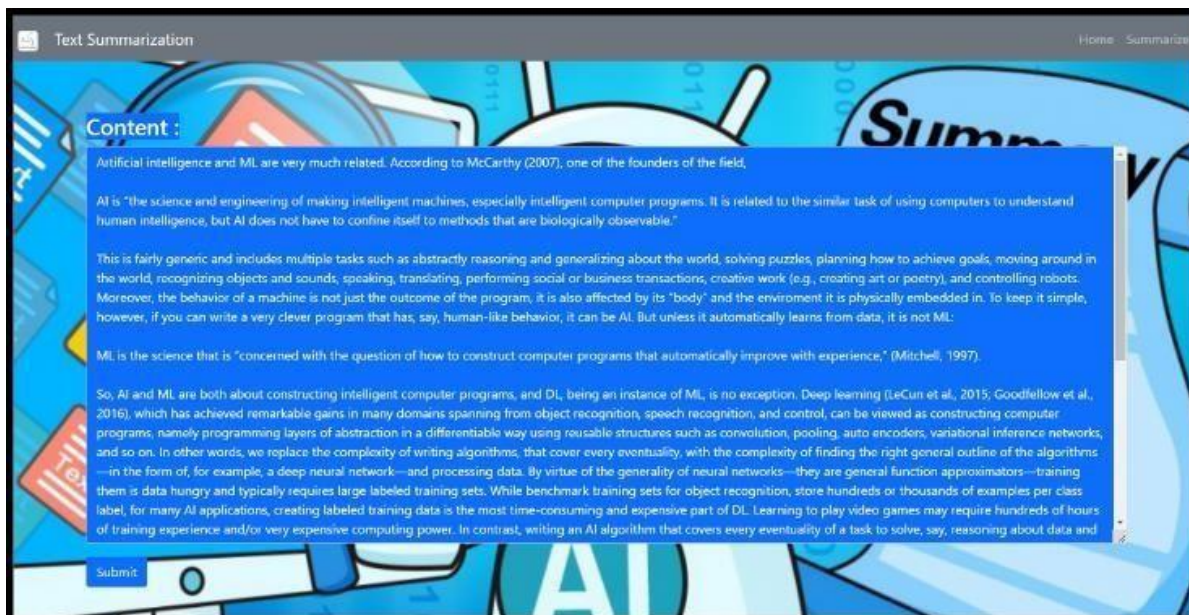 Text Summarization
Home Summarize
Content :
Summary
Artificial intelligence and ML are very much related. According to McCarthy (2007), one of the founders of the field,
AI is "the science and engineering of making intelligent machines, especially intelligent computer programs. It is related to the similar task of using computers to understand
human intelligence, but AI does not have to confine itself to methods that are biologically observable."
This is fairly generic and includes multiple tasks such as abstractly reasoning and generalizing about the world, solving puzzles, planning how to achieve goals, moving around in
the world, recognizing objects and sounds, speaking, translating, performing social or business transactions, creative work (e.g., creating art or poetry), and controlling robots.
Moreover, the behavior of a machine is not just the outcome of the program, it is also affected by its "body" and the enviroment it is physically embedded in. To keep it simple,
however, if you can write a very clever program that has, say, human-like behavior, it can be AI. But unless it automatically learns from data, it is not ML:
ML is the science that is "concerned with the question of how to construct computer programs that automatically improve with experience," (Mitchell, 1997).
So, AI and ML are both about constructing intelligent computer programs, and DL, being an instance of ML, is no exception. Deep learning (LeCun et al., 2015; Goodfellow et al.,
2016), which has achieved remarkable gains in many domains spanning from object recognition, speech recognition, and control, can be viewed as constructing computer
programs, namely programming layers of abstraction in a differentiable way using reusable structures such as convolution, pooling, auto encoders, variational inference networks,
and so on. In other words, we replace the complexity of writing algorithms, that cover every eventuality, with the complexity of finding the right general outline of the algorithms
—in the form of, for example, a deep neural network—and processing data. By virtue of the generality of neural networks—they are general function approximators—training
them is data hungry and typically requires large labeled training sets. While benchmark training sets for object recognition, store hundreds or thousands of examples per class
label, for many AI applications, creating labeled training data is the most time-consuming and expensive part of DL. Learning to play video games may require hundreds of hours
of training experience and/or very expensive computing power. In contrast, writing an AI algorithm that covers every eventuality of a task to solve, say, reasoning about data and
Submit
AI